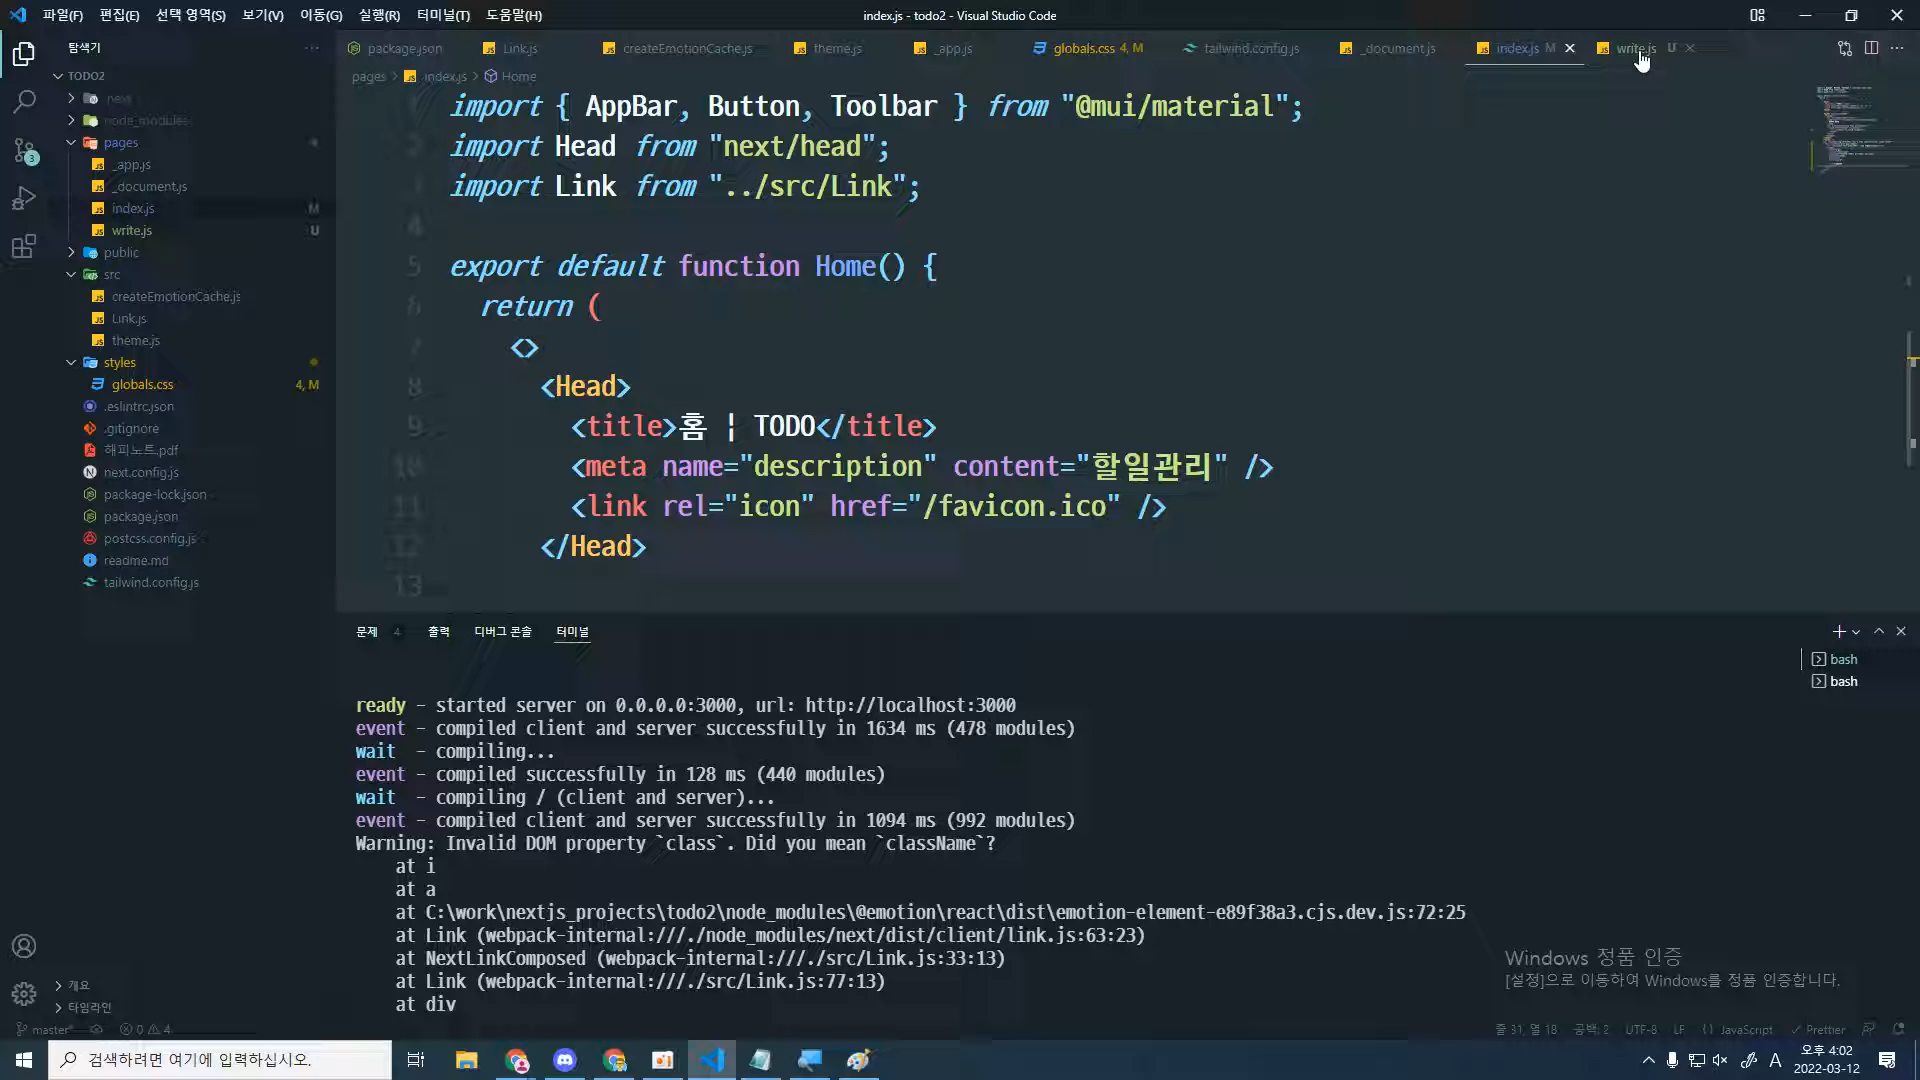 파일(F) 편집(E) 선택 영역(S) 보기(V) 이동(G) 실행(R) 터미널(T) 도움말(H)
index.js - todo2 - Visual Studio Code
탐색기
TODO2
.next
node_modules
pages
_app.js
_document.js
index.js M
write.js U
public
src
createEmotionCache.js
Link.js
theme.js
styles
globals.css 4, M
.eslintrc.json
.gitignore
해피노트.pdf
next.config.js
package-lock.json
package.json
postcss.config.js
readme.md
tailwind.config.js
개요
타임라인
package.json Link.js createEmotionCache.js theme.js _app.js globals.css 4, M tailwind.config.js _document.js index.js M write.js U
pages > index.js > Home
import { AppBar, Button, Toolbar } from "@mui/material";
2 import Head from "next/head";
import Link from "../src/Link";
4
5 export default function Home() {
6 return (
7 <>
8 <Head>
9 <title>홈 | TODO</title>
10 <meta name="description" content="할일관리" />
11 <link rel="icon" href="/favicon.ico" />
12 </Head>
13
문제 4 출력 디버그 콘솔 터미널
bash
bash
ready - started server on 0.0.0.0:3000, url: http://localhost:3000
event - compiled client and server successfully in 1634 ms (478 modules)
wait - compiling...
event - compiled successfully in 128 ms (440 modules)
wait - compiling / (client and server)...
event - compiled client and server successfully in 1094 ms (992 modules)
Warning: Invalid DOM property `class`. Did you mean `className`?
at i
at a
at C:\work\nextjs_projects\todo2\node_modules\@emotion\react\dist\emotion-element-e89f38a3.cjs.dev.js:72:25
at Link (webpack-internal:///./node_modules/next/dist/client/link.js:63:23)
at NextLinkComposed (webpack-internal:///./src/Link.js:33:13)
at Link (webpack-internal:///./src/Link.js:77:13)
at div
Windows 정품 인증
[설정]으로 이동하여 Windows를 정품 인증합니다.
master* 0 4 줄 31, 열 18 공백: 2 UTF-8 LF JavaScript Prettier
검색하려면 여기에 입력하십시오.
A 오후 4:02
2022-03-12
3